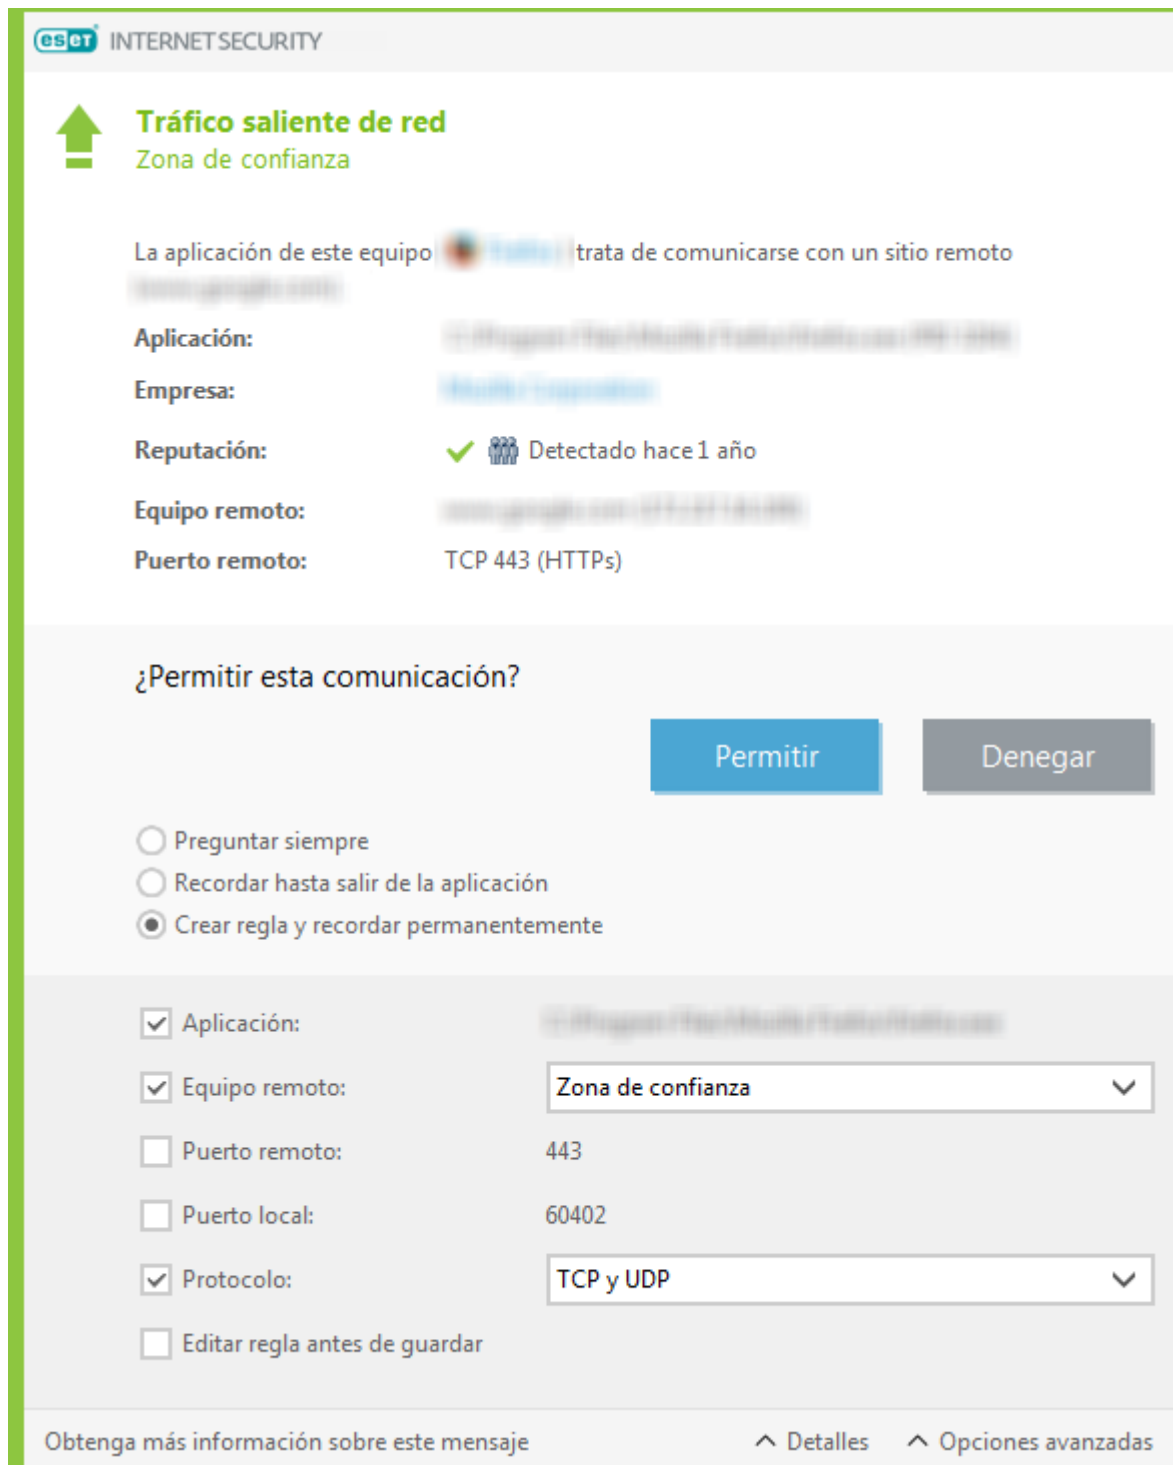 eset INTERNET SECURITY
Tráfico saliente de red
Zona de confianza
La aplicación de este equipo trata de comunicarse con un sitio remoto
Aplicación:
Empresa:
Reputación: Detectado hace 1 año
Equipo remoto:
Puerto remoto: TCP 443 (HTTPs)
¿Permitir esta comunicación?
Permitir Denegar
Preguntar siempre
Recordar hasta salir de la aplicación
Crear regla y recordar permanentemente
Aplicación:
Equipo remoto: Zona de confianza
Puerto remoto: 443
Puerto local: 60402
Protocolo: TCP y UDP
Editar regla antes de guardar
Obtenga más información sobre este mensaje Detalles Opciones avanzadas